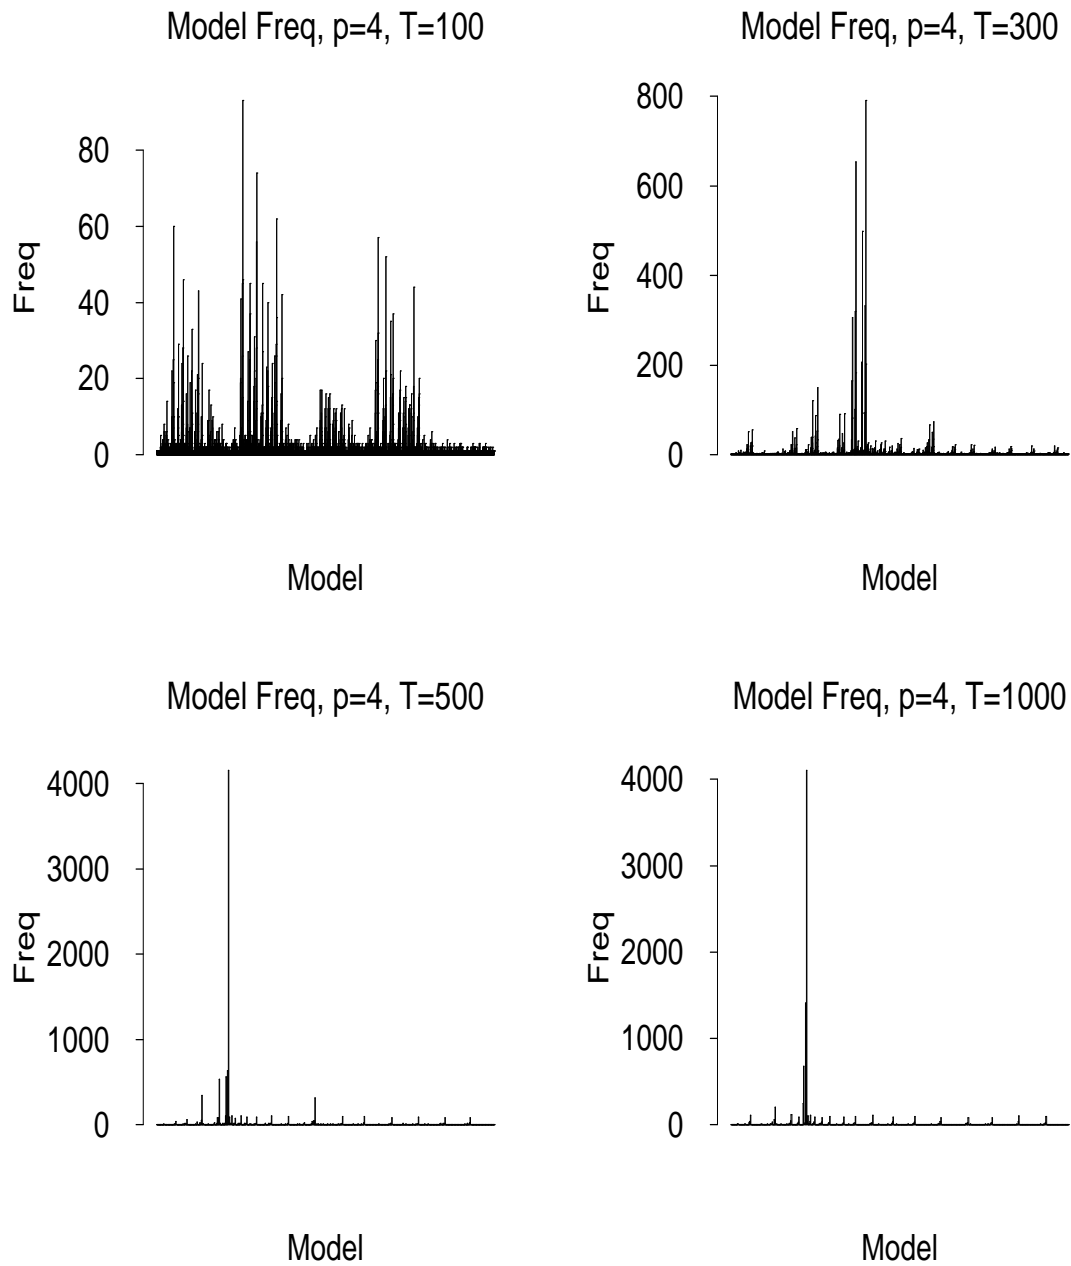 Model Freq, p=4, T=100
Freq
80
60
40
20
0
Model
Model Freq, p=4, T=300
Freq
800
600
400
200
0
Model
Model Freq, p=4, T=500
Freq
4000
3000
2000
1000
0
Model
Model Freq, p=4, T=1000
Freq
4000
3000
2000
1000
0
Model